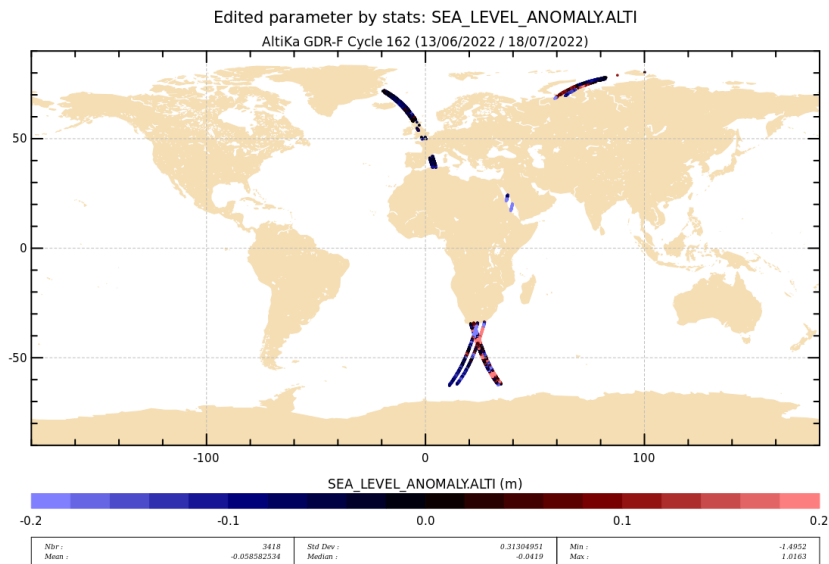 Edited parameter by stats: SEA_LEVEL_ANOMALY.ALTI
AltiKa GDR-F Cycle 162 (13/06/2022 / 18/07/2022)
50
0
-50
-100
0
100
SEA_LEVEL_ANOMALY.ALTI (m)
-0.2
-0.1
0.0
0.1
0.2
Nbr : 3418
Mean : -0.058582534
Std Dev : 0.31304951
Median : -0.0419
Min : -1.4952
Max : 1.0163